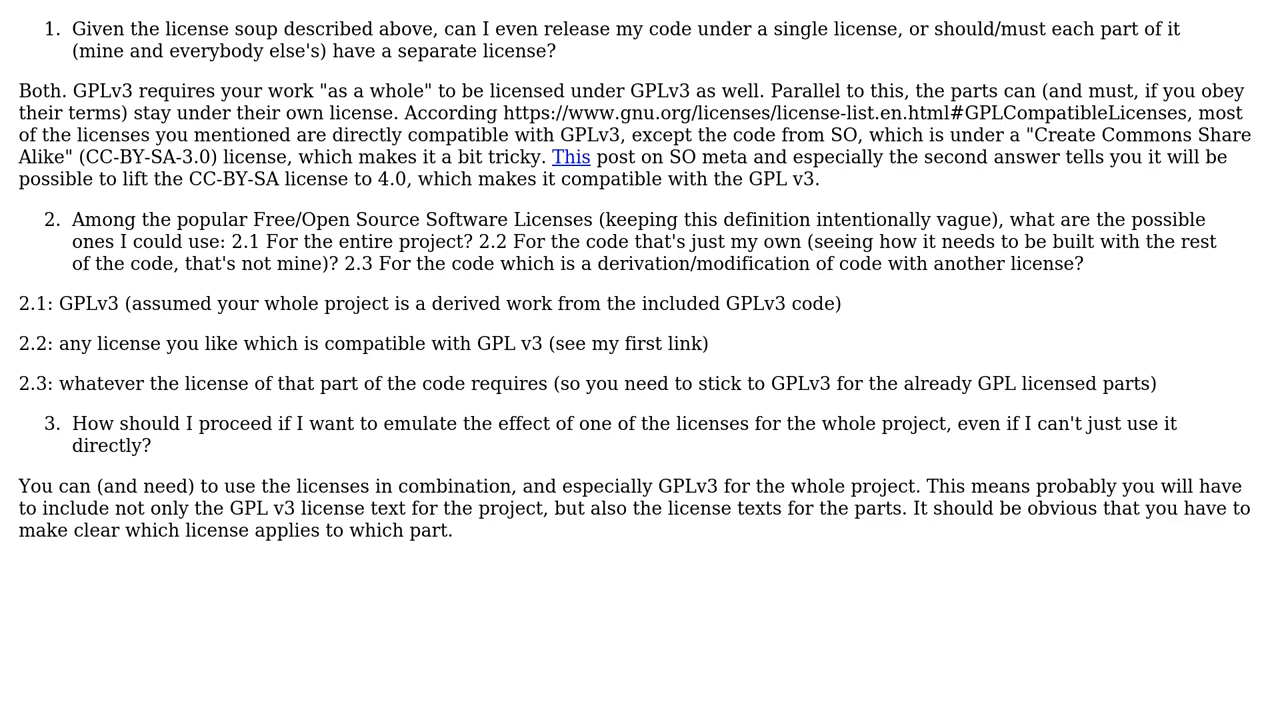 1. Given the license soup described above, can I even release my code under a single license, or should/must each part of it
(mine and everybody else's) have a separate license?
Both. GPLv3 requires your work "as a whole" to be licensed under GPLv3 as well. Parallel to this, the parts can (and must, if you obey
their terms) stay under their own license. According https://www.gnu.org/licenses/license-list.en.html#GPLCompatibleLicenses, most
of the licenses you mentioned are directly compatible with GPLv3, except the code from SO, which is under a "Create Commons Share
Alike" (CC-BY-SA-3.0) license, which makes it a bit tricky. This post on SO meta and especially the second answer tells you it will be
possible to lift the CC-BY-SA license to 4.0, which makes it compatible with the GPL v3.
2. Among the popular Free/Open Source Software Licenses (keeping this definition intentionally vague), what are the possible
ones I could use: 2.1 For the entire project? 2.2 For the code that's just my own (seeing how it needs to be built with the rest
of the code, that's not mine)? 2.3 For the code which is a derivation/modification of code with another license?
2.1: GPLv3 (assumed your whole project is a derived work from the included GPLv3 code)
2.2: any license you like which is compatible with GPL v3 (see my first link)
2.3: whatever the license of that part of the code requires (so you need to stick to GPLv3 for the already GPL licensed parts)
3. How should I proceed if I want to emulate the effect of one of the licenses for the whole project, even if I can't just use it
directly?
You can (and need) to use the licenses in combination, and especially GPLv3 for the whole project. This means probably you will have
to include not only the GPL v3 license text for the project, but also the license texts for the parts. It should be obvious that you have to
make clear which license applies to which part.